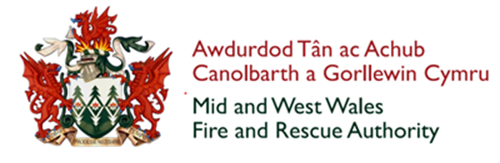 Awdurdod Tân ac Achub
Canolbarth a Gorllewin Cymru
Mid and West Wales
Fire and Rescue Authority